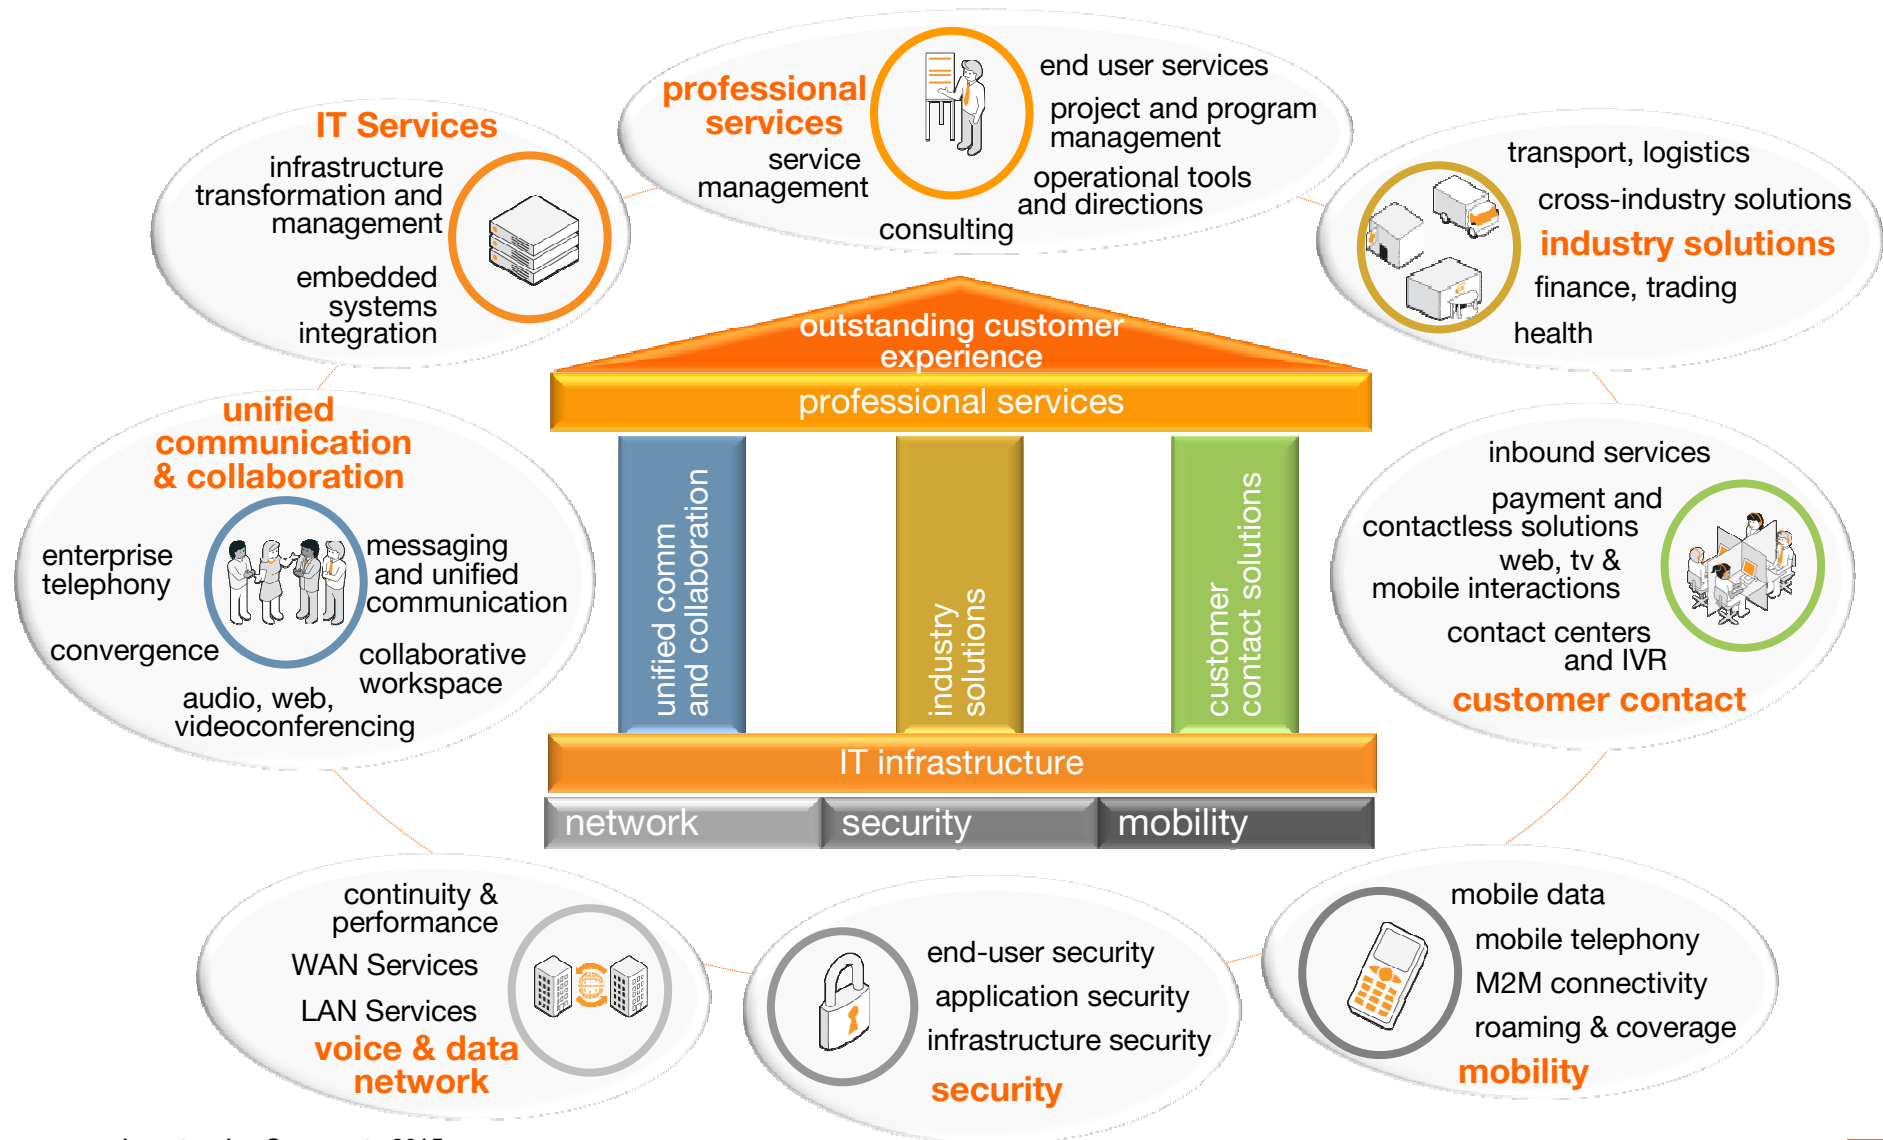 professional
services
service
management
end user services
project and program
management
operational tools
and directions
consulting
IT Services
infrastructure
transformation and
management
embedded
systems
integration
transport, logistics
cross-industry solutions
industry solutions
finance, trading
health
outstanding customer
experience
professional services
unified comm
and collaboration
industry
solutions
customer
contact solutions
IT infrastructure
network
security
mobility
unified
communication
& collaboration
enterprise
telephony
messaging
and unified
communication
convergence
collaborative
workspace
audio, web,
videoconferencing
inbound services
payment and
contactless solutions
web, tv &
mobile interactions
contact centers
and IVR
customer contact
continuity &
performance
WAN Services
LAN Services
voice & data
network
end-user security
application security
infrastructure security
security
mobile data
mobile telephony
M2M connectivity
roaming & coverage
mobility